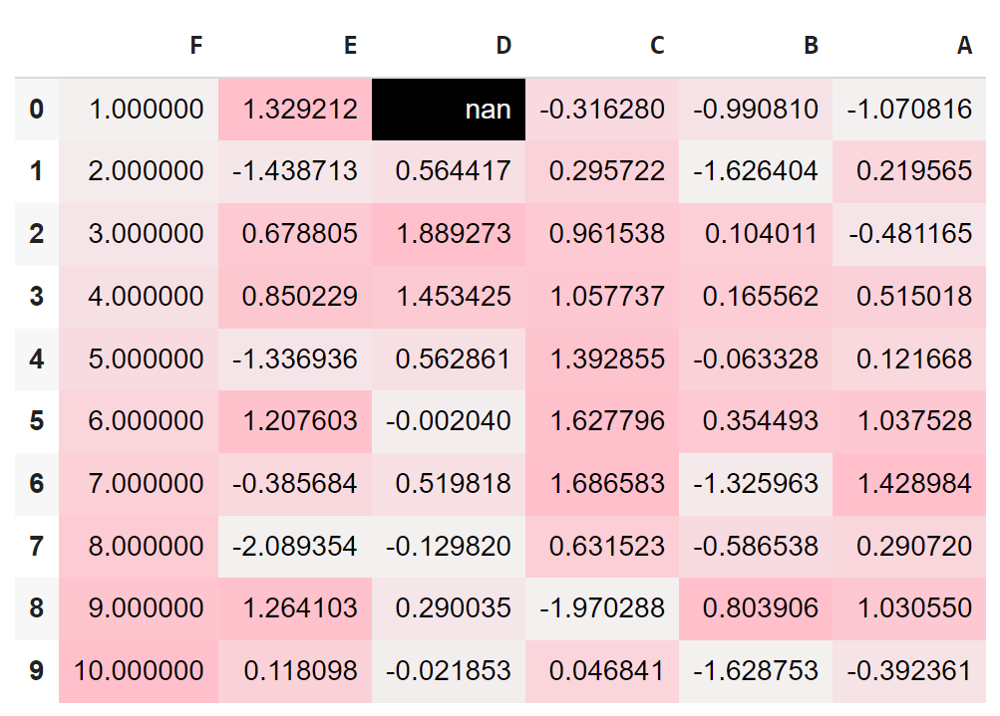 F E D C B A
0 1.000000 1.329212 nan -0.316280 -0.990810 -1.070816
1 2.000000 -1.438713 0.564417 0.295722 -1.626404 0.219565
2 3.000000 0.678805 1.889273 0.961538 0.104011 -0.481165
3 4.000000 0.850229 1.453425 1.057737 0.165562 0.515018
4 5.000000 -1.336936 0.562861 1.392855 -0.063328 0.121668
5 6.000000 1.207603 -0.002040 1.627796 0.354493 1.037528
6 7.000000 -0.385684 0.519818 1.686583 -1.325963 1.428984
7 8.000000 -2.089354 -0.129820 0.631523 -0.586538 0.290720
8 9.000000 1.264103 0.290035 -1.970288 0.803906 1.030550
9 10.000000 0.118098 -0.021853 0.046841 -1.628753 -0.392361